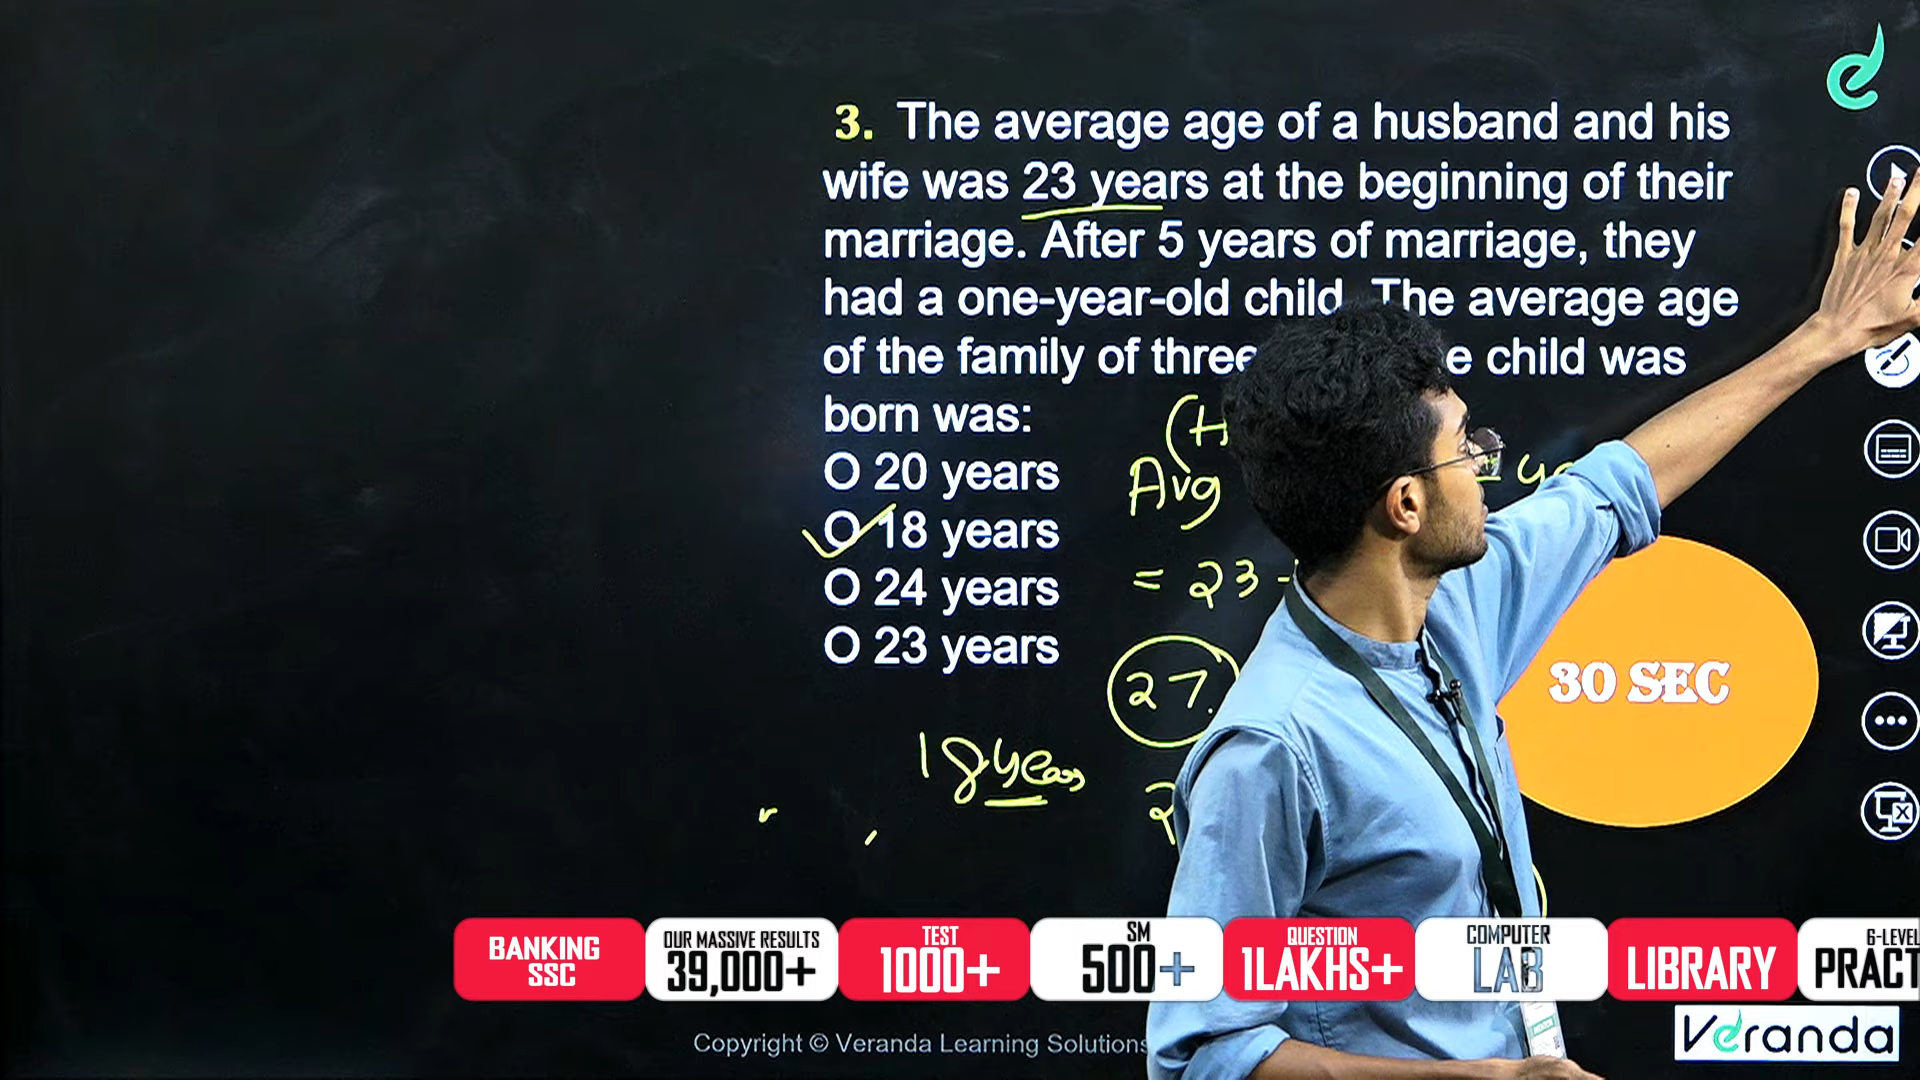 3. The average age of a husband and his
wife was 23 years at the beginning of their
marriage. After 5 years of marriage, they
had a one-year-old child. The average age
of the family of three e child was
born was:
O 20 years
O 18 years
O 24 years
O 23 years
(H
Avg
= 23
27.
18 years
2
30 SEC
BANKING
SSC
OUR MASSIVE RESULTS
39,000+
TEST
1000+
SM
500+
QUESTION
1LAKHS+
COMPUTER
LAB
LIBRARY
6-LEVEL
PRACT
Copyright © Veranda Learning Solutions
Veranda